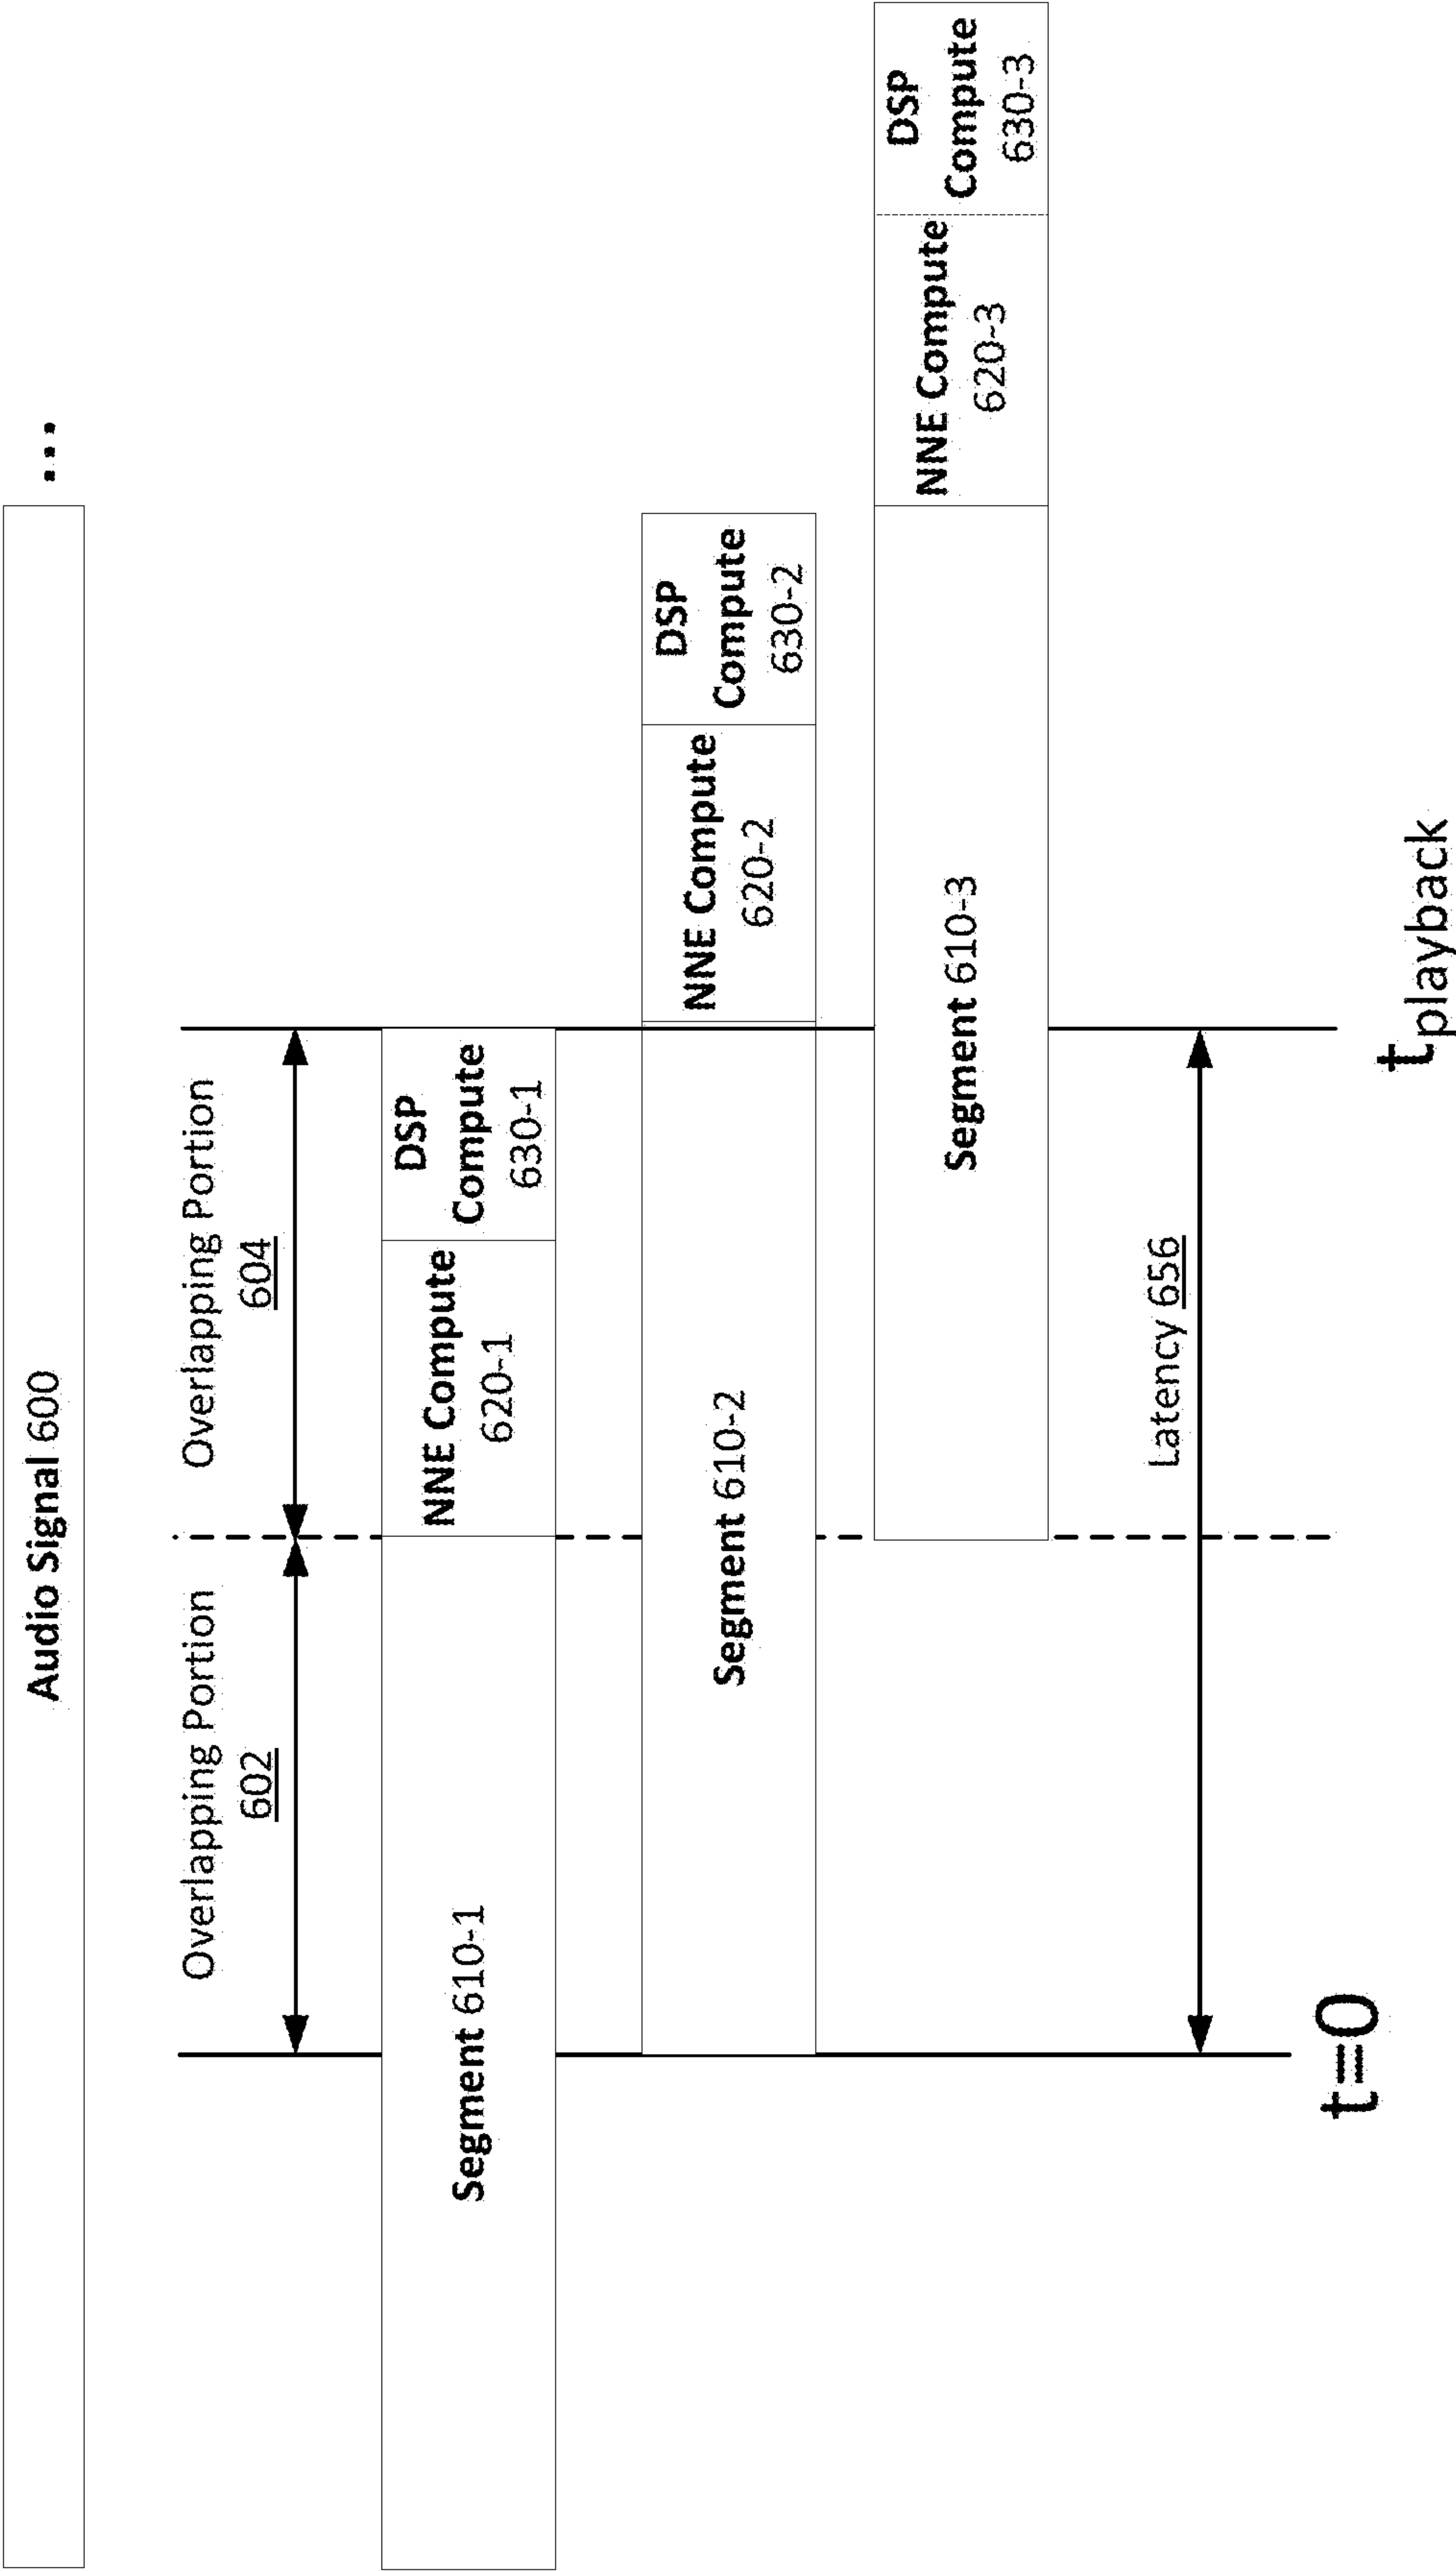 Audio Signal 600
...
Overlapping Portion
602
Overlapping Portion
604
Segment 610-1
NNE Compute
620-1
DSP
Compute
630-1
Segment 610-2
NNE Compute
620-2
DSP
Compute
630-2
Segment 610-3
NNE Compute
620-3
DSP
Compute
630-3
Latency 656
t=0
tplayback